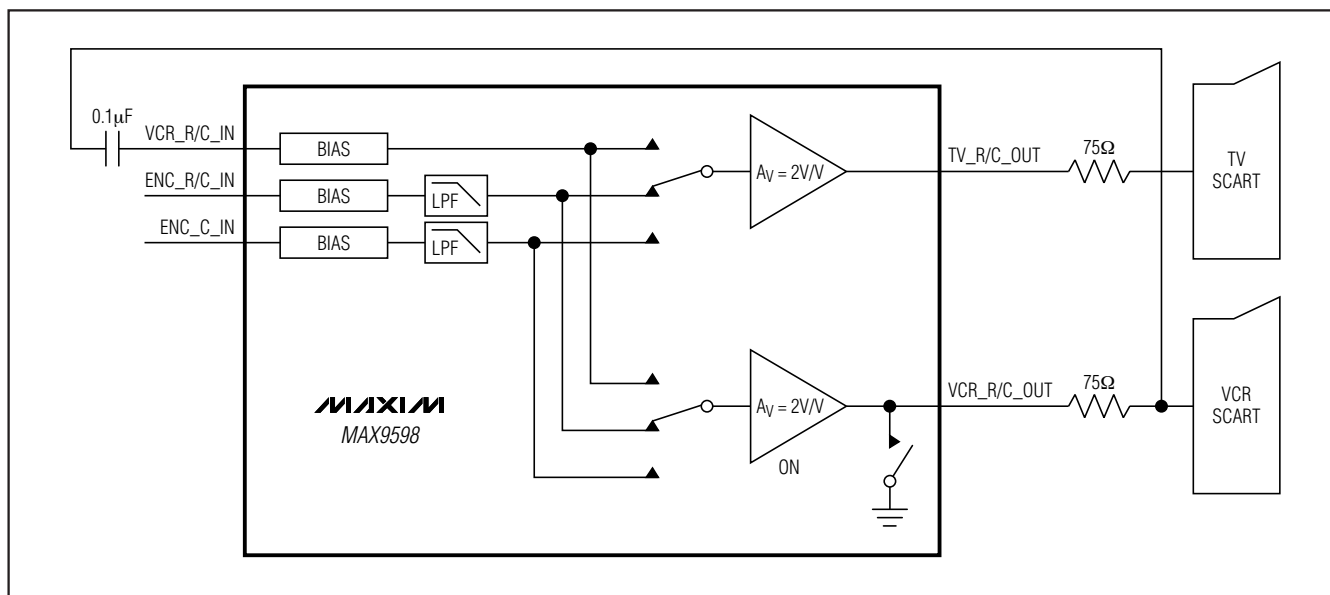 0.1µF
VCR_R/C_IN
BIAS
ENC_R/C_IN
BIAS
LPF
ENC_C_IN
BIAS
LPF
AV = 2V/V
TV_R/C_OUT
75Ω
TV
SCART
MAXIM
MAX9598
AV = 2V/V
ON
VCR_R/C_OUT
75Ω
VCR
SCART